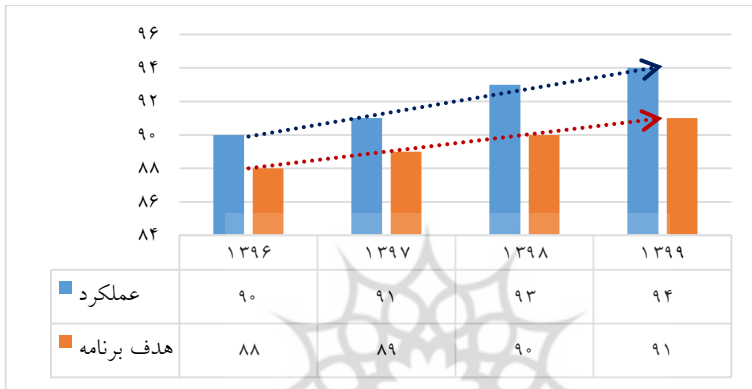 ۹۶
۹۴
۹۲
۹۰
۸۸
۸۶
۸۴
۱۳۹۶ ۱۳۹۷ ۱۳۹۸ ۱۳۹۹
عملکرد ۹۰ ۹۱ ۹۳ ۹۴
هدف برنامه ۸۸ ۸۹ ۹۰ ۹۱